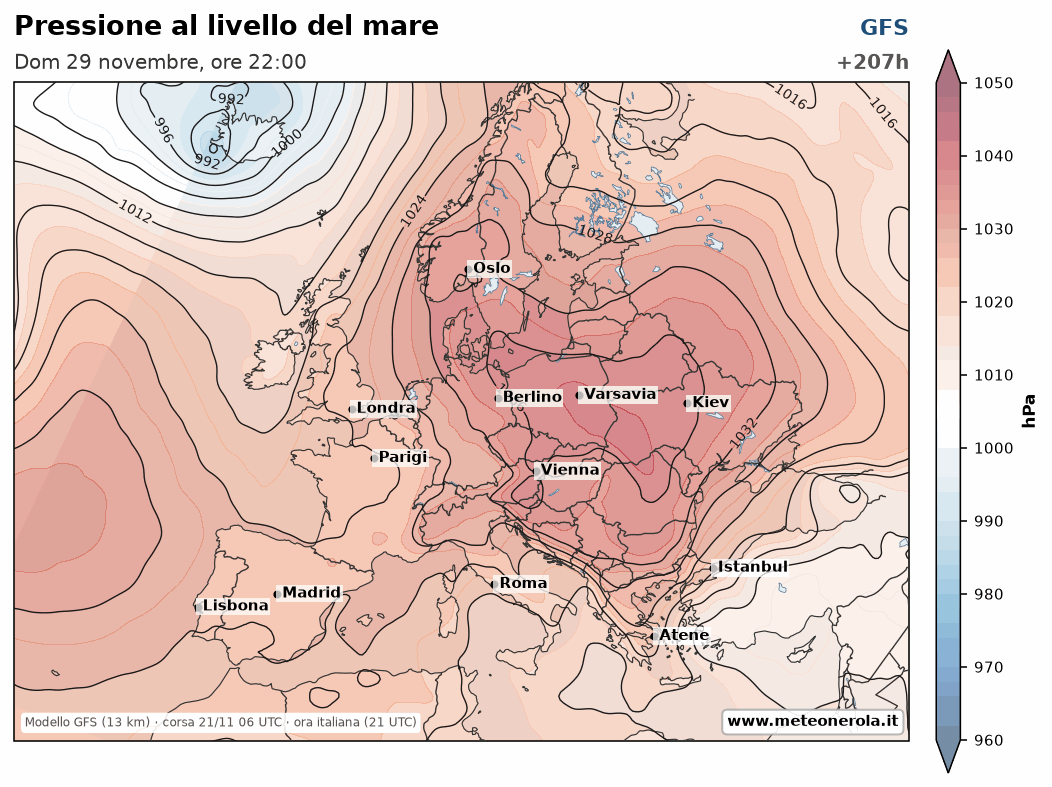 Pressione al livello del mare
GFS
Dom 29 novembre, ore 22:00
+207h
992
996
1000
992
1012
1024
1028
1016
1016
1032
Oslo
Berlino
Varsavia
Kiev
Londra
Parigi
Vienna
Istanbul
Madrid
Roma
Lisbona
Atene
Modello GFS (13 km) · corsa 21/11 06 UTC · ora italiana (21 UTC)
www.meteonerola.it
1050
1040
1030
1020
1010
1000
990
980
970
960
hPa